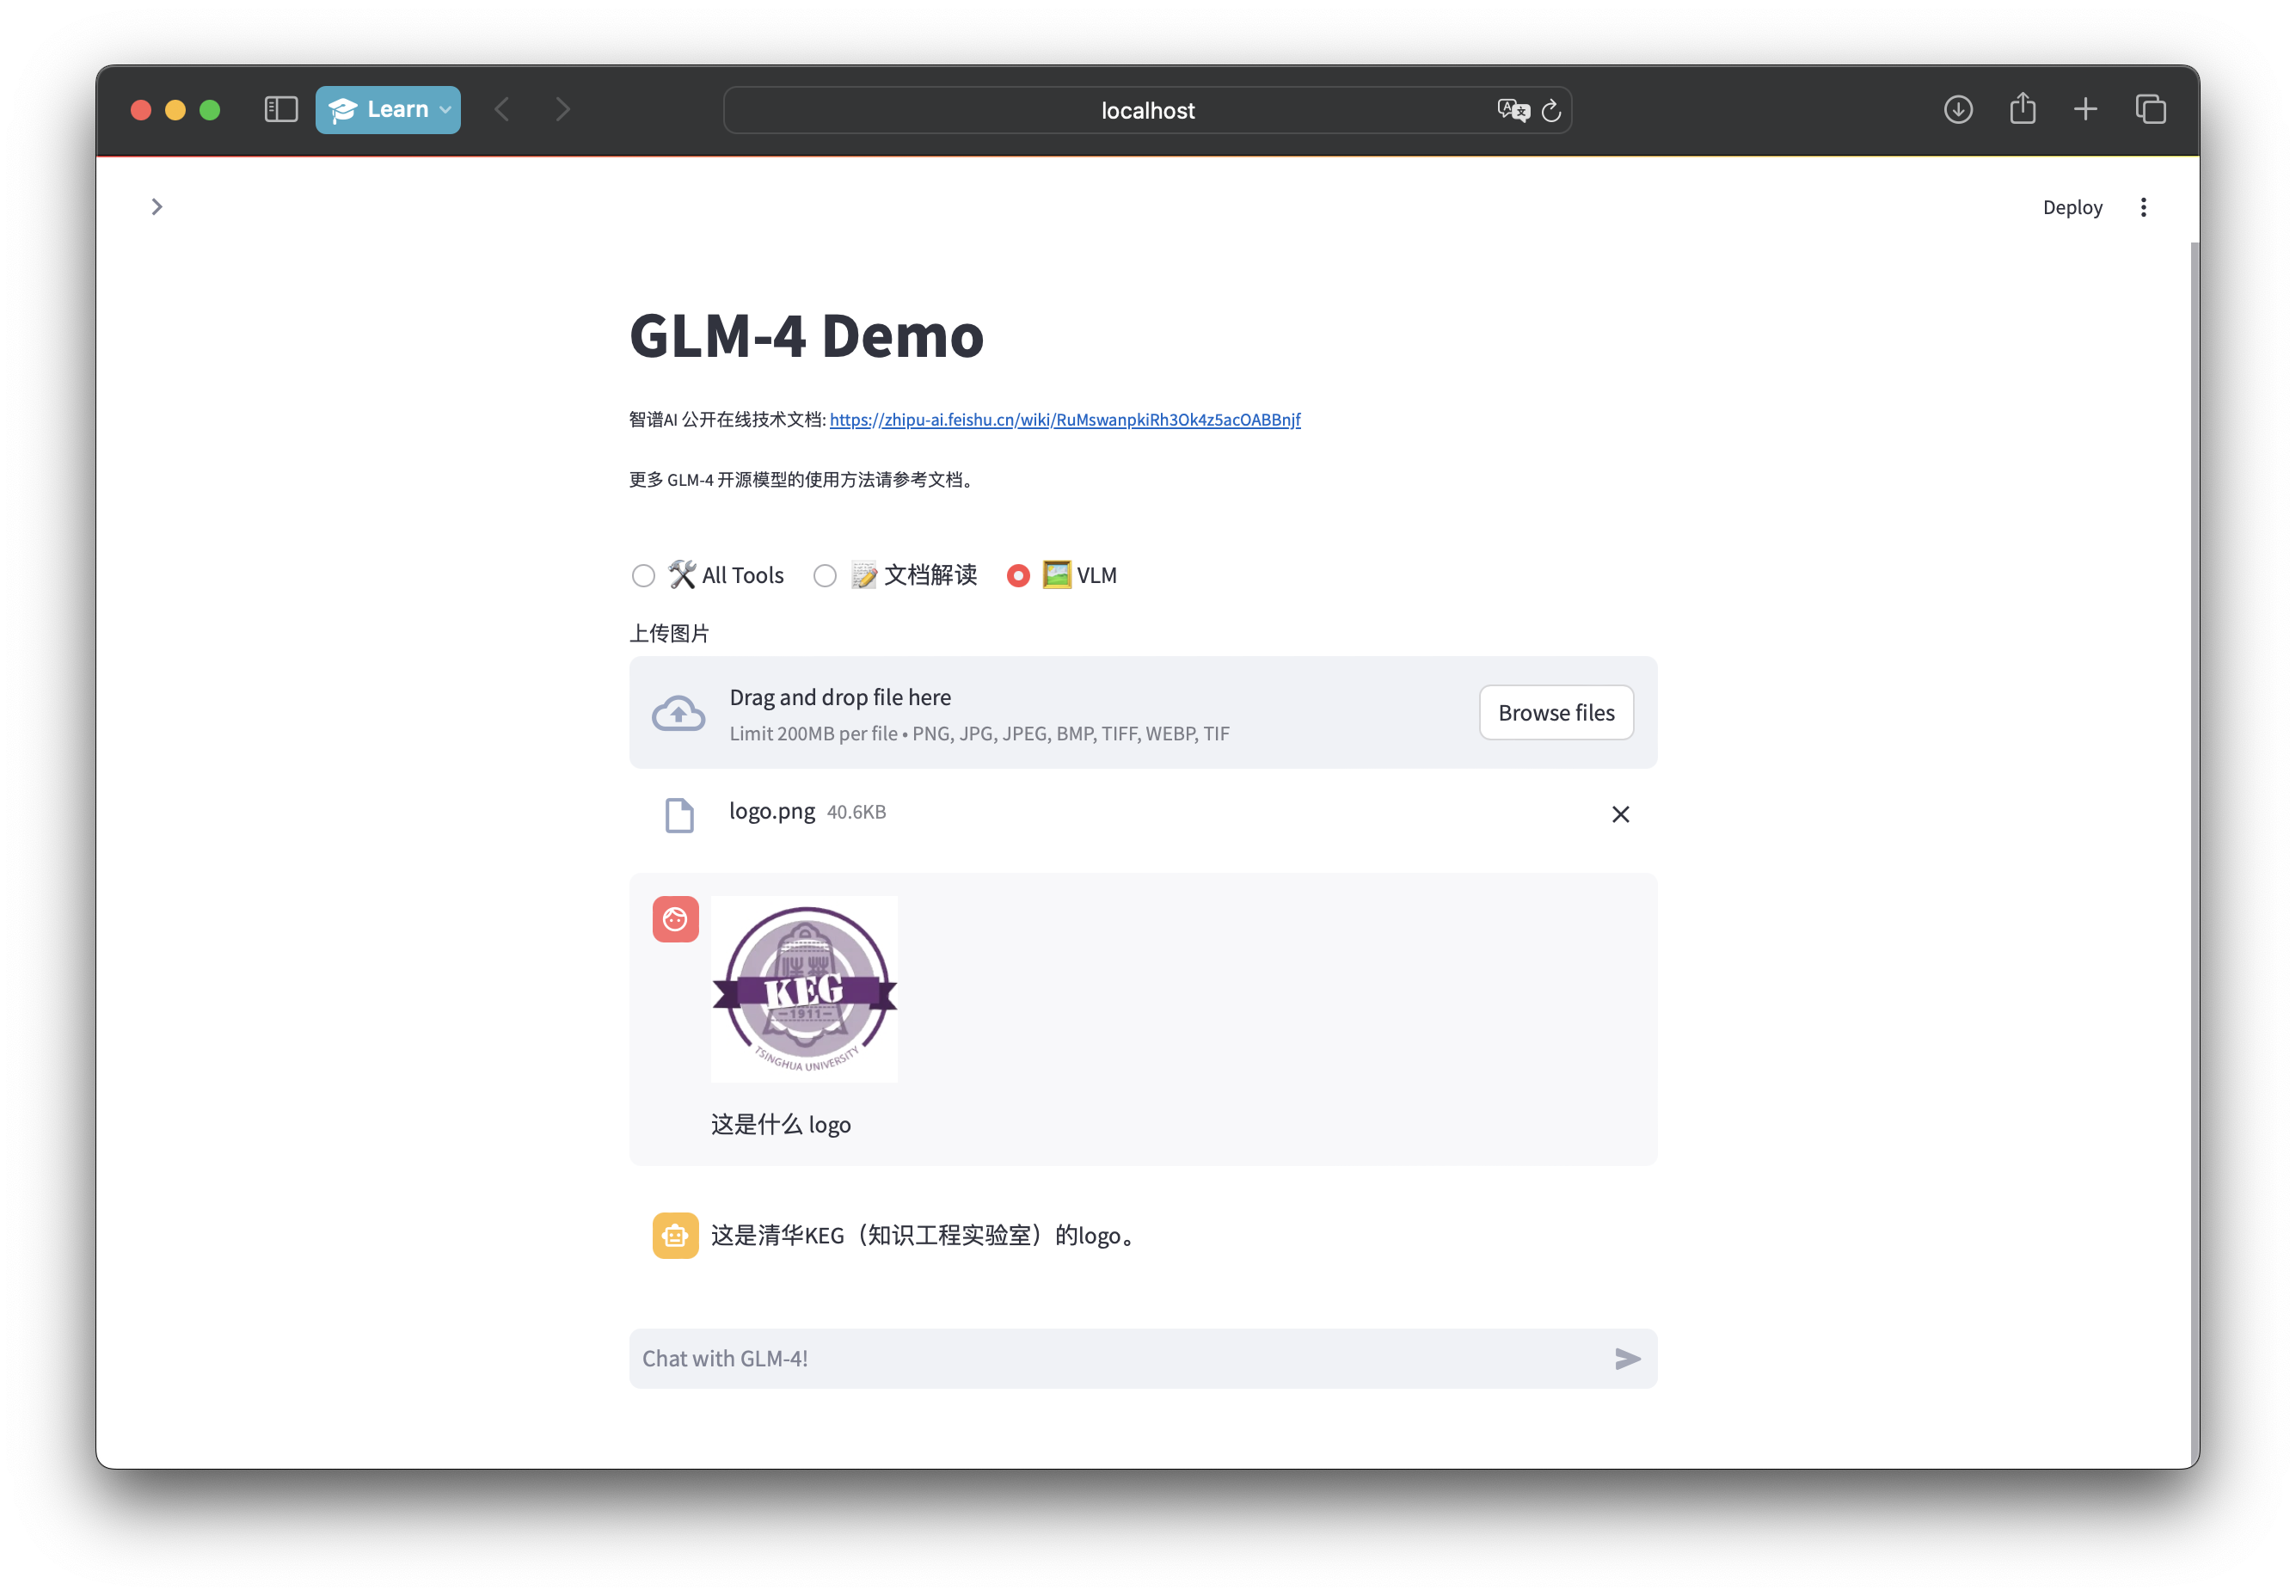 Learn
localhost
Deploy
GLM-4 Demo
智谱AI 公开在线技术文档: https://zhipu-ai.feishu.cn/wiki/RuMswanpkiRh3Ok4z5acOABBnjf
更多 GLM-4 开源模型的使用方法请参考文档。
All Tools 文档解读 VLM
上传图片
Drag and drop file here
Browse files
Limit 200MB per file • PNG, JPG, JPEG, BMP, TIFF, WEBP, TIF
logo.png 40.6KB
KEG
-1911-
TSINGHUA UNIVERSITY
这是什么 logo
这是清华KEG（知识工程实验室）的logo。
Chat with GLM-4!